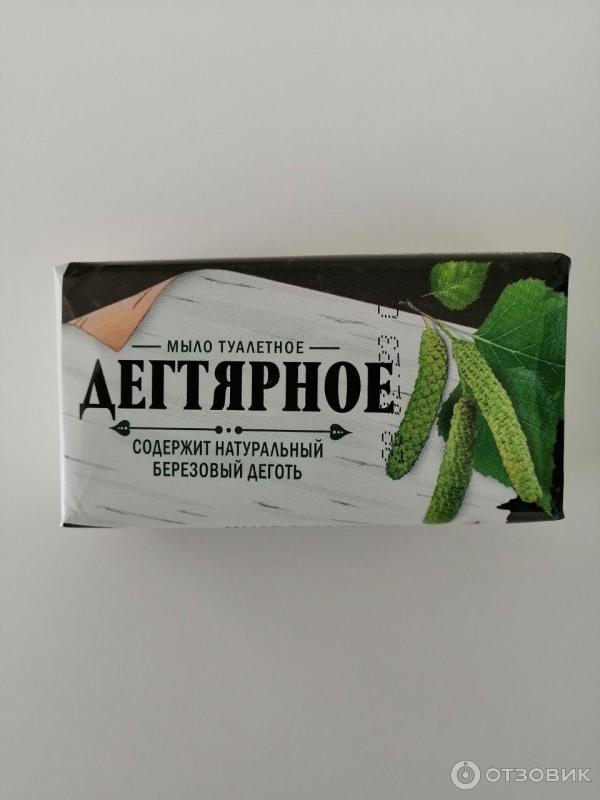 МЫЛО ТУАЛЕТНОЕ
ДЕГТЯРНОЕ
СОДЕРЖИТ НАТУРАЛЬНЫЙ
БЕРЕЗОВЫЙ ДЕГОТЬ
ОТЗОВИК